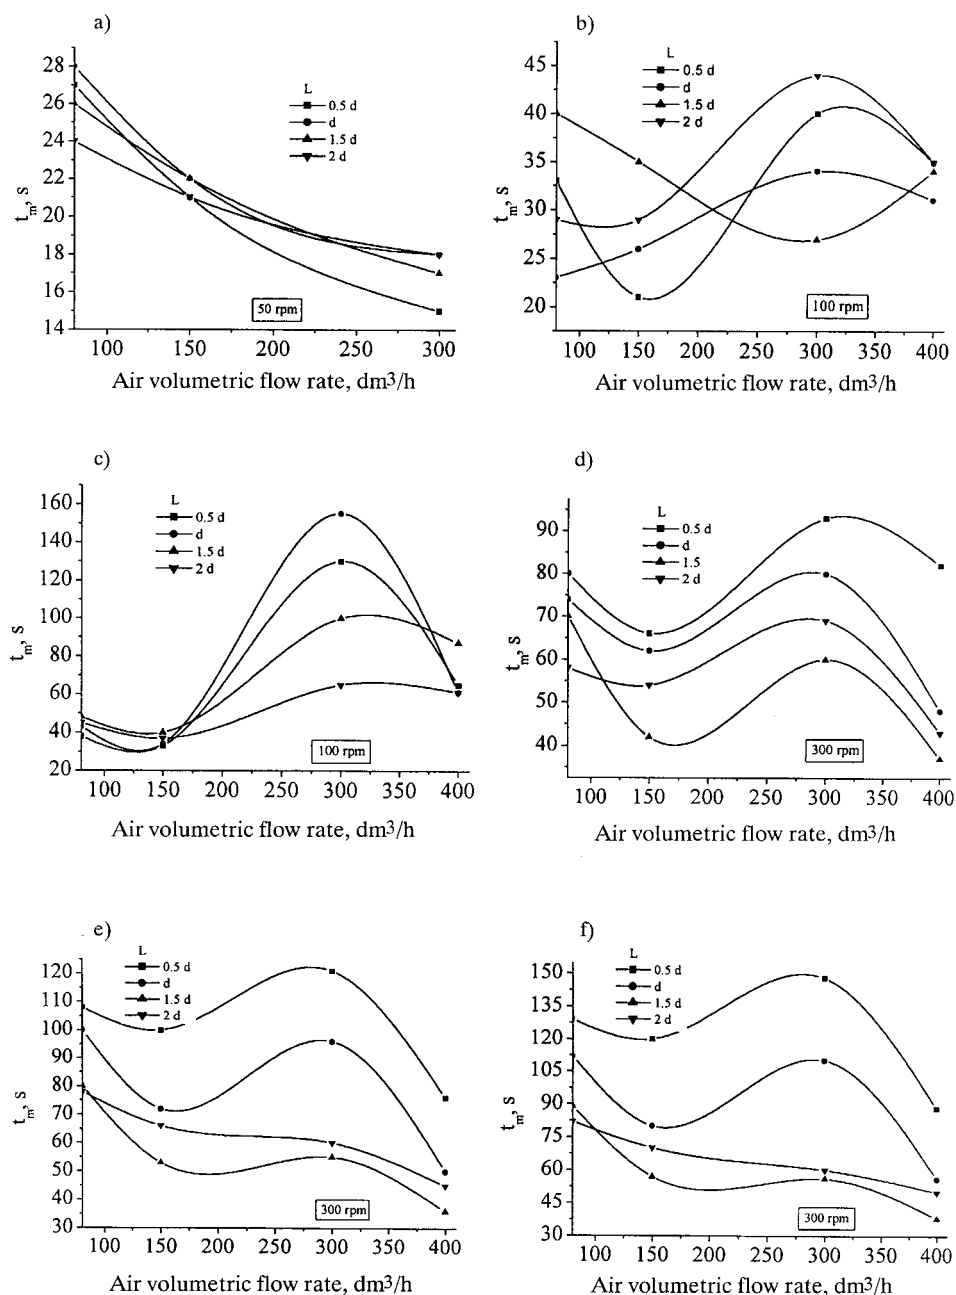 a)
28
26
24
22
20
18
16
14
t_m, s
L
0.5 d
d
1.5 d
2 d
50 rpm
100 150 200 250 300
Air volumetric flow rate, dm³/h
b)
45
40
35
30
25
20
t_m, s
L
0.5 d
d
1.5 d
2 d
100 rpm
100 150 200 250 300 350 400
Air volumetric flow rate, dm³/h
c)
160
140
120
100
80
60
40
20
t_m, s
L
0.5 d
d
1.5 d
2 d
100 rpm
100 150 200 250 300 350 400
Air volumetric flow rate, dm³/h
d)
90
80
70
60
50
40
t_m, s
L
0.5 d
d
1.5
2 d
300 rpm
100 150 200 250 300 350 400
Air volumetric flow rate, dm³/h
e)
120
110
100
90
80
70
60
50
40
30
t_m, s
L
0.5 d
d
1.5 d
2 d
300 rpm
100 150 200 250 300 350 400
Air volumetric flow rate, dm³/h
f)
150
135
120
105
90
75
60
45
30
t_m, s
L
0.5 d
d
1.5 d
2 d
300 rpm
100 150 200 250 300 350 400
Air volumetric flow rate, dm³/h